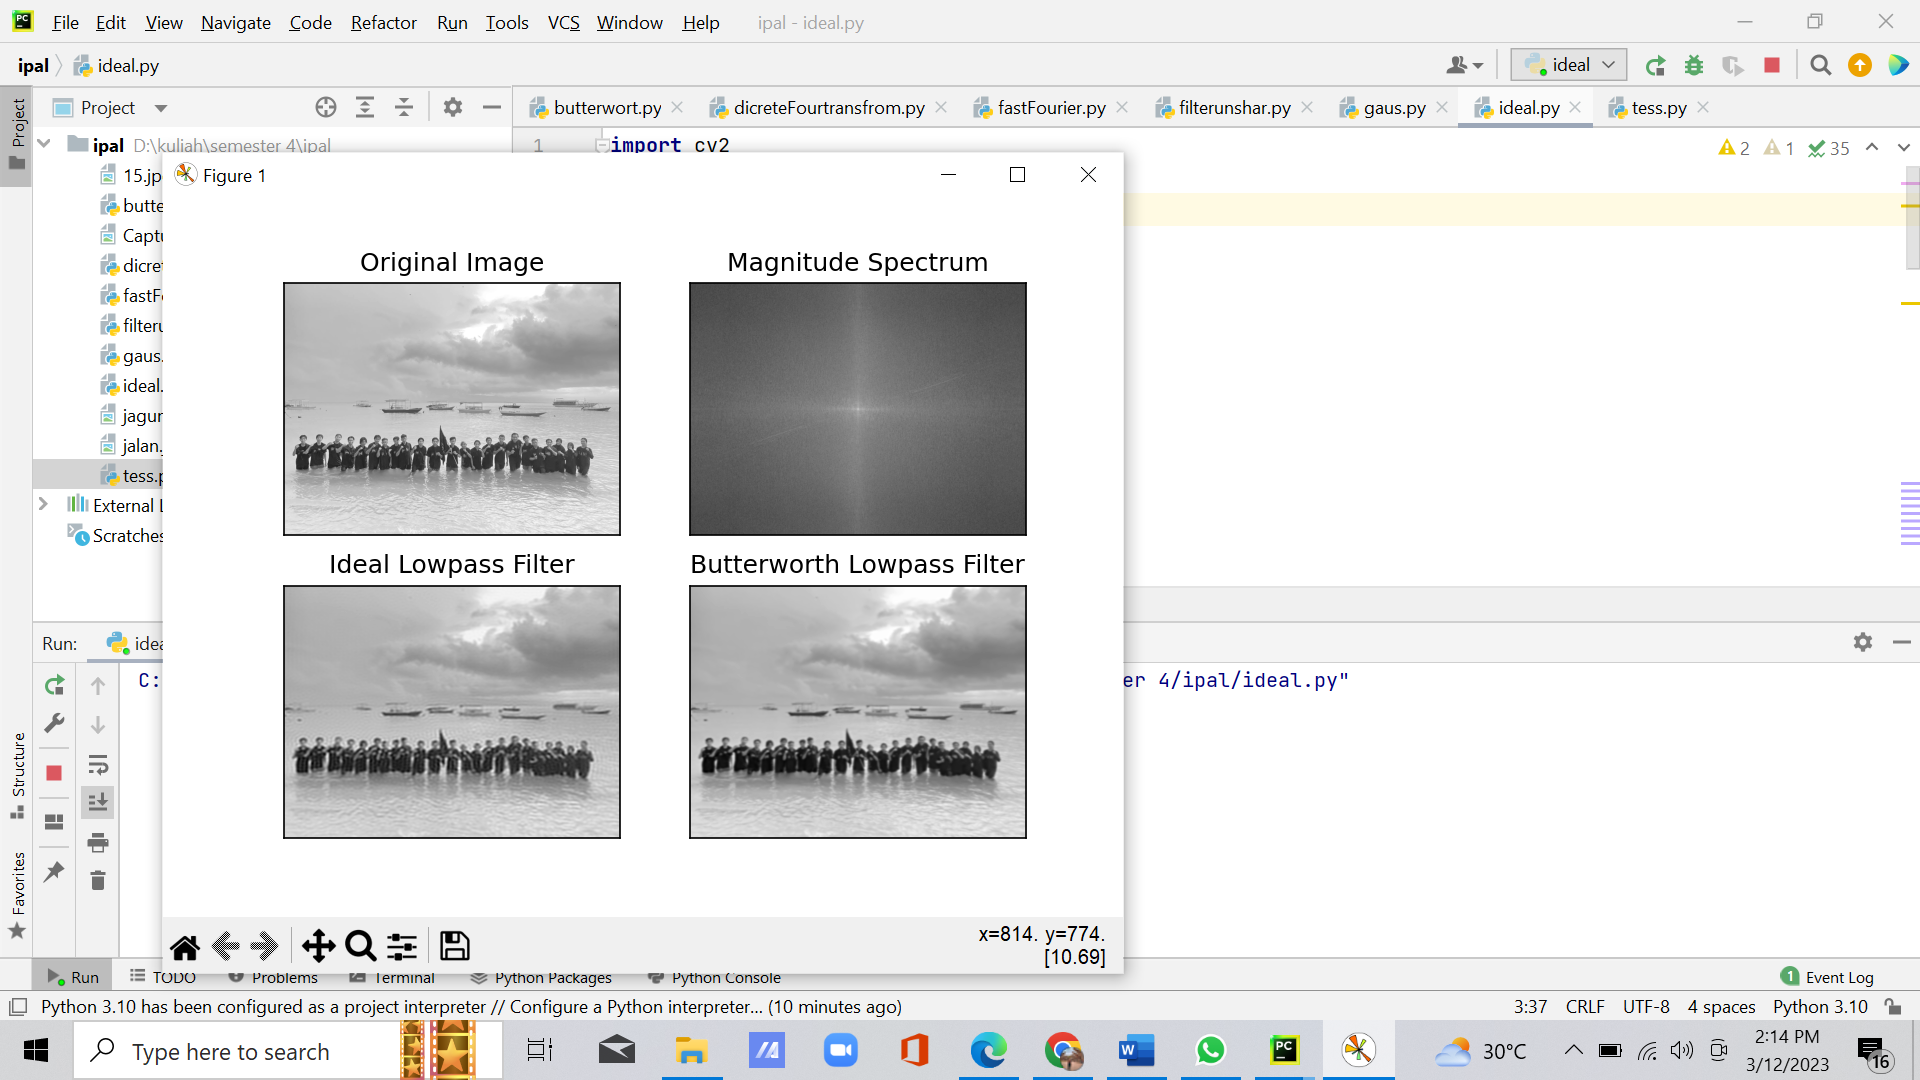 File Edit View Navigate Code Refactor Run Tools VCS Window Help ipal - ideal.py
ipal ideal.py ideal
Project
butterwort.py dicreteFourtransfrom.py fastFourier.py filterunshar.py gaus.py ideal.py tess.py
Project
ipal D:\kuliah\semester 4\ipal
1 import cv2
2 1 35
15.jp
butte
Captu
dicret
fastFo
filteru
gaus.
ideal.
jagun
jalan.
tess.p
External L
Scratches
Figure 1
Original Image
Magnitude Spectrum
Ideal Lowpass Filter
Butterworth Lowpass Filter
x=814. y=774.
[10.69]
Run: idea
C:
er 4/ipal/ideal.py"
Structure
Favorites
Run TODO Problems Terminal Python Packages Python Console
1 Event Log
Python 3.10 has been configured as a project interpreter // Configure a Python interpreter... (10 minutes ago)
3:37 CRLF UTF-8 4 spaces Python 3.10
Type here to search
30°C
2:14 PM
3/12/2023
16